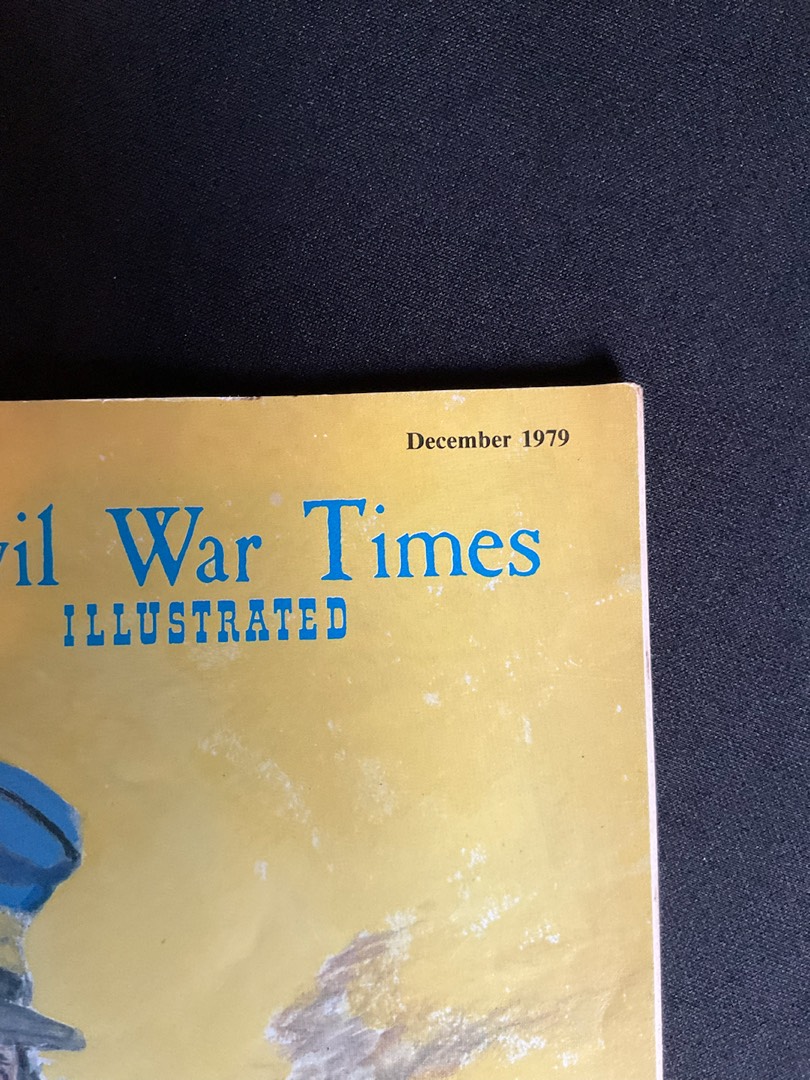 December 1979
vil War Times
ILLUSTRATED